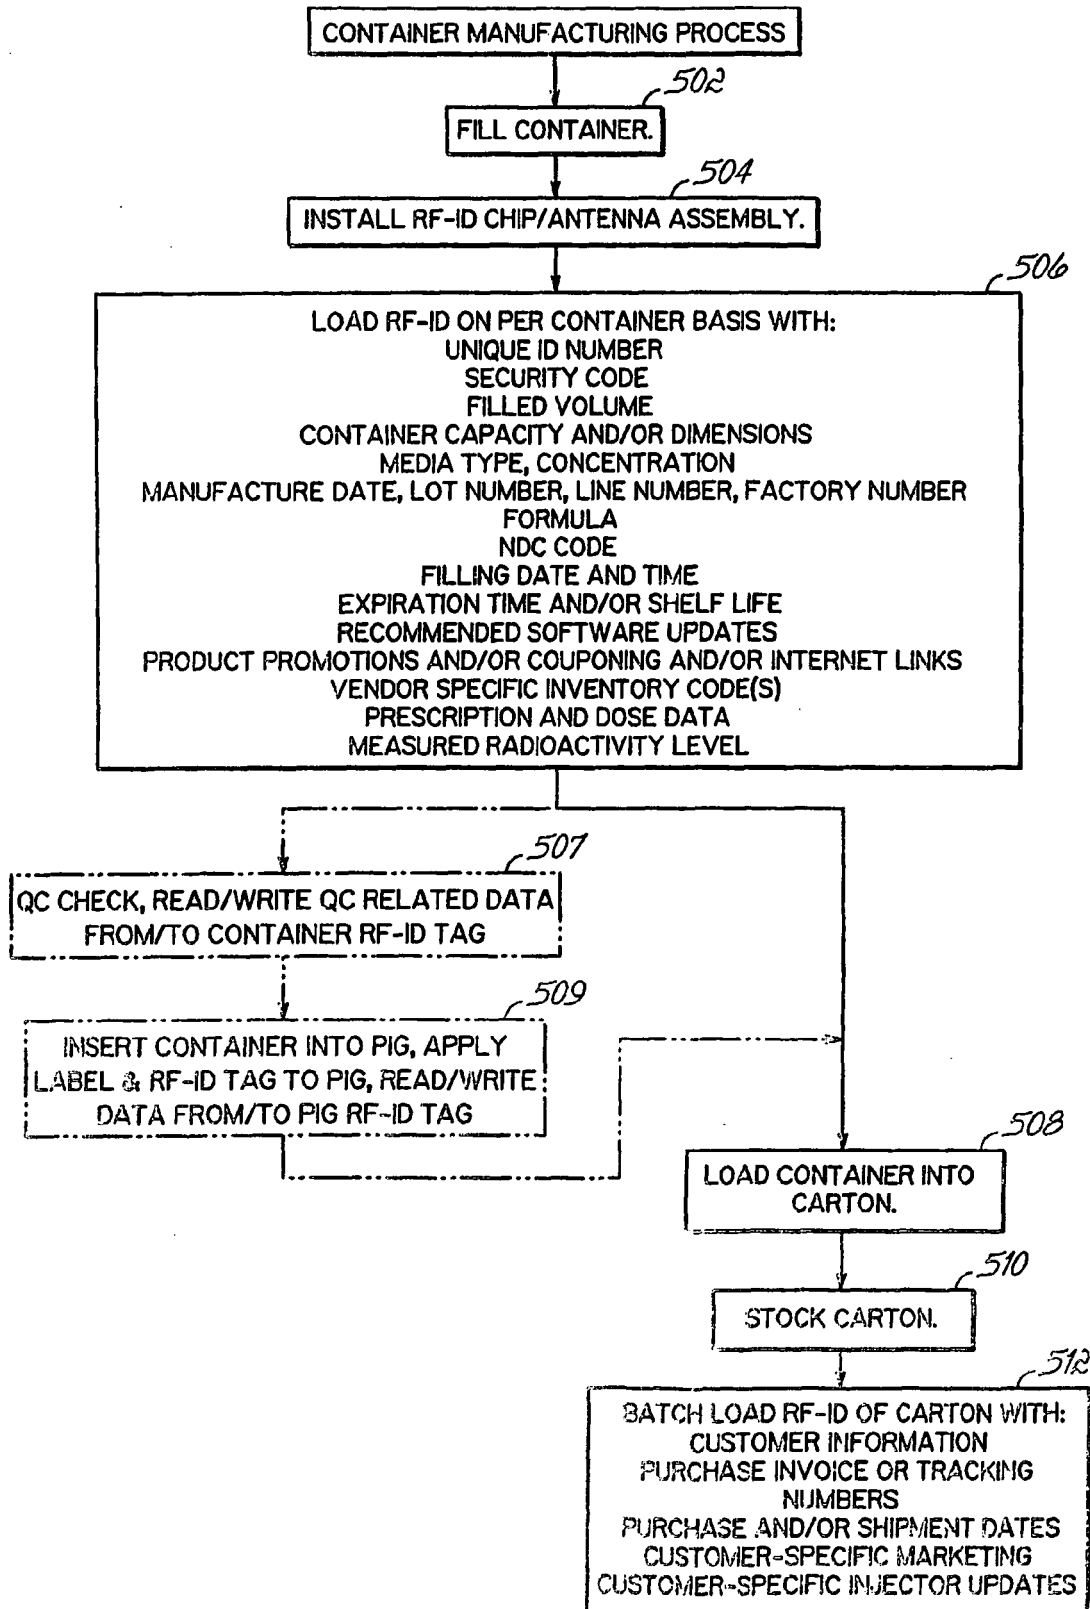 CONTAINER MANUFACTURING PROCESS
502
FILL CONTAINER.
504
INSTALL RF-ID CHIP/ANTENNA ASSEMBLY.
506
LOAD RF-ID ON PER CONTAINER BASIS WITH:
UNIQUE ID NUMBER
SECURITY CODE
FILLED VOLUME
CONTAINER CAPACITY AND/OR DIMENSIONS
MEDIA TYPE, CONCENTRATION
MANUFACTURE DATE, LOT NUMBER, LINE NUMBER, FACTORY NUMBER
FORMULA
NDC CODE
FILLING DATE AND TIME
EXPIRATION TIME AND/OR SHELF LIFE
RECOMMENDED SOFTWARE UPDATES
PRODUCT PROMOTIONS AND/OR COUPONING AND/OR INTERNET LINKS
VENDOR SPECIFIC INVENTORY CODE(S)
PRESCRIPTION AND DOSE DATA
MEASURED RADIOACTIVITY LEVEL
507
QC CHECK, READ/WRITE QC RELATED DATA
FROM/TO CONTAINER RF-ID TAG
509
INSERT CONTAINER INTO PIG, APPLY
LABEL & RF-ID TAG TO PIG, READ/WRITE
DATA FROM/TO PIG RF-ID TAG
508
LOAD CONTAINER INTO
CARTON.
510
STOCK CARTON.
512
BATCH LOAD RF-ID OF CARTON WITH:
CUSTOMER INFORMATION
PURCHASE INVOICE OR TRACKING
NUMBERS
PURCHASE AND/OR SHIPMENT DATES
CUSTOMER-SPECIFIC MARKETING
CUSTOMER-SPECIFIC INJECTOR UPDATES